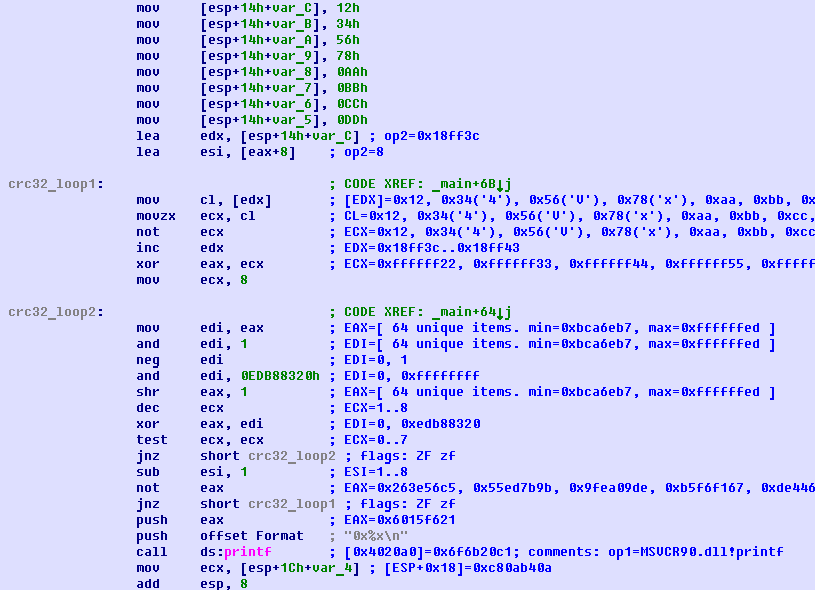 mov [esp+14h+var_C], 12h
mov [esp+14h+var_B], 34h
mov [esp+14h+var_A], 56h
mov [esp+14h+var_9], 78h
mov [esp+14h+var_8], 0AAh
mov [esp+14h+var_7], 0BBh
mov [esp+14h+var_6], 0CCh
mov [esp+14h+var_5], 0DDh
lea edx, [esp+14h+var_C] ; op2=0x18ff3c
lea esi, [eax+8] ; op2=8
crc32_loop1: ; CODE XREF: _main+6B↓j
mov cl, [edx] ; [EDX]=0x12, 0x34('4'), 0x56('V'), 0x78('x'), 0xaa, 0xbb, 0x
movzx ecx, cl ; CL=0x12, 0x34('4'), 0x56('V'), 0x78('x'), 0xaa, 0xbb, 0xcc,
not ecx ; ECX=0x12, 0x34('4'), 0x56('V'), 0x78('x'), 0xaa, 0xbb, 0xcc
inc edx ; EDX=0x18ff3c..0x18ff43
xor eax, ecx ; ECX=0xffffff22, 0xffffff33, 0xffffff44, 0xffffff55, 0xfffff
mov ecx, 8
crc32_loop2: ; CODE XREF: _main+64↓j
mov edi, eax ; EAX=[ 64 unique items. min=0xbca6eb7, max=0xffffffed ]
and edi, 1 ; EDI=[ 64 unique items. min=0xbca6eb7, max=0xffffffed ]
neg edi ; EDI=0, 1
and edi, 0EDB88320h ; EDI=0, 0xffffffff
shr eax, 1 ; EAX=[ 64 unique items. min=0xbca6eb7, max=0xffffffed ]
dec ecx ; ECX=1..8
xor eax, edi ; EDI=0, 0xedb88320
test ecx, ecx ; ECX=0..7
jnz short crc32_loop2 ; flags: ZF zf
sub esi, 1 ; ESI=1..8
not eax ; EAX=0x263e56c5, 0x55ed7b9b, 0x9fea09de, 0xb5f6f167, 0xde446
jnz short crc32_loop1 ; flags: ZF zf
push eax ; EAX=0x6015f621
push offset Format ; "0x%x\n"
call ds:printf ; [0x4020a0]=0x6f6b20c1; comments: op1=MSVCR90.dll!printf
mov ecx, [esp+1Ch+var_4] ; [ESP+0x18]=0xc80ab40a
add esp, 8